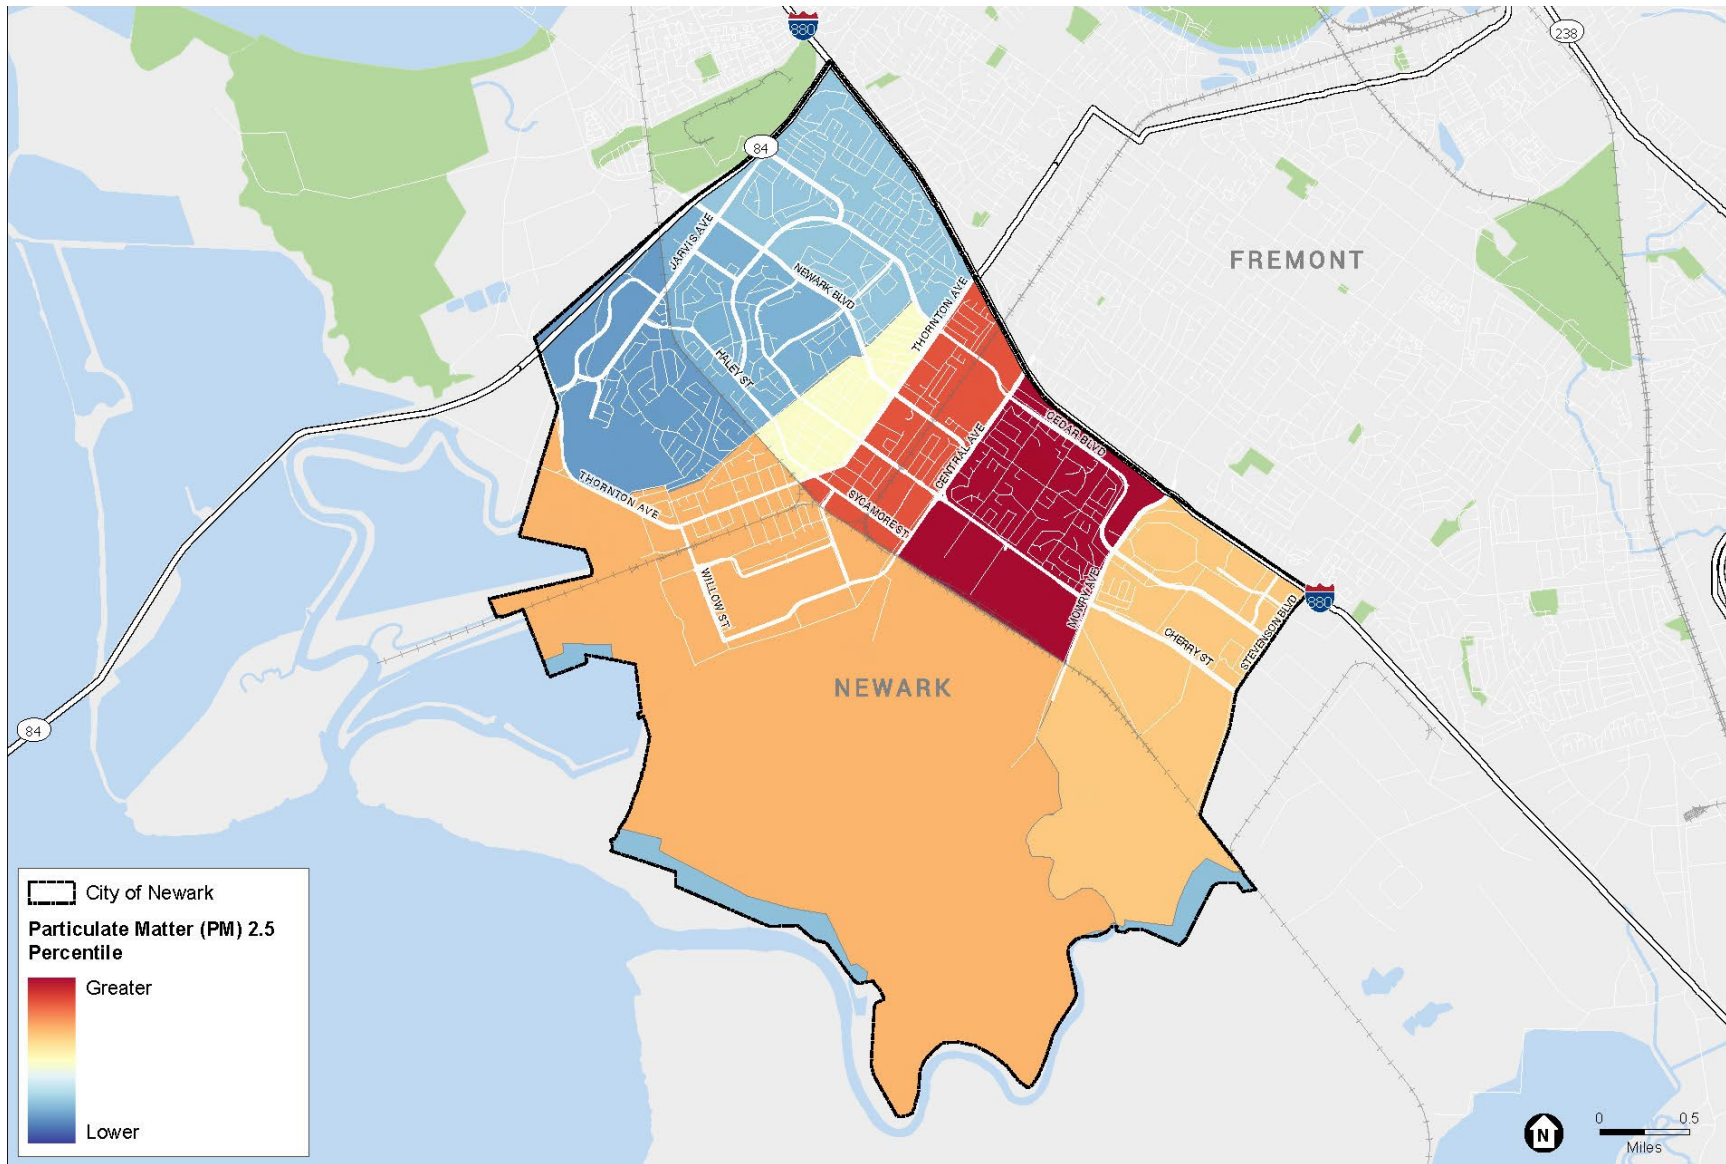 880
238
84
FREMONT
JARVIS AVE
NEWARK BLVD
THORNTON AVE
HALEY ST
CEDAR BLVD
CENTRAL AVE
THORNTON AVE
SYCAMORE ST
WILLOW ST
MOWRY AVE
880
CHERRY ST
STEVENSON BLVD
NEWARK
84
City of Newark
Particulate Matter (PM) 2.5
Percentile
Greater
Lower
N
0 0.5
Miles